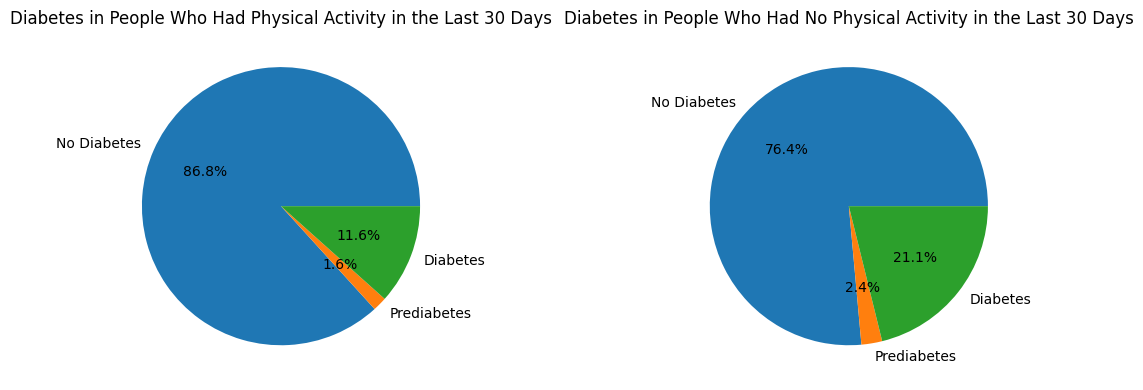 Diabetes in People Who Had Physical Activity in the Last 30 Days
No Diabetes
86.8%
11.6%
Diabetes
1.6%
Prediabetes
Diabetes in People Who Had No Physical Activity in the Last 30 Days
No Diabetes
76.4%
21.1%
Diabetes
2.4%
Prediabetes